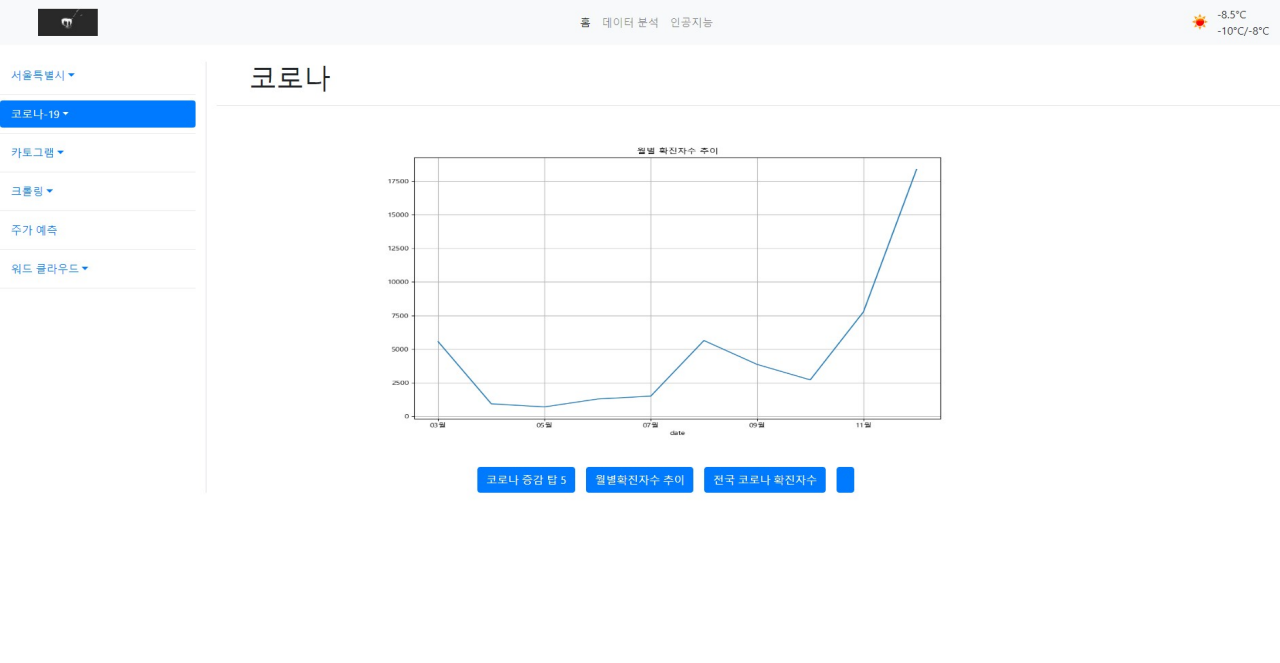 홈 데이터 분석 인공지능
-8.5°C
-10°C/-8°C
서울특별시
코로나-19
카토그램
크롤링
주가 예측
워드 클라우드
코로나
월별 확진자수 추이
17500
15000
12500
10000
7500
5000
2500
0
03월 05월 07월 09월 11월
date
코로나 증감 탑 5 월별확진자수 추이 전국 코로나 확진자수